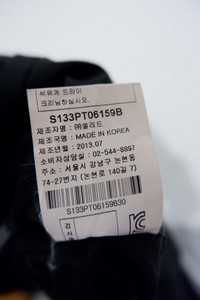 석유계 드라이
크리닝하십시오.
S133PT06159B
제조자명 : (주)쏠리드
제조국명 : MADE IN KOREA
제조년월 : 2013.07
소비자상담실 : 02-544-8897
주소 : 서울시 강남구 논현동
74-27번지 (논현로 140길 7)
S133PT06159B30
검사